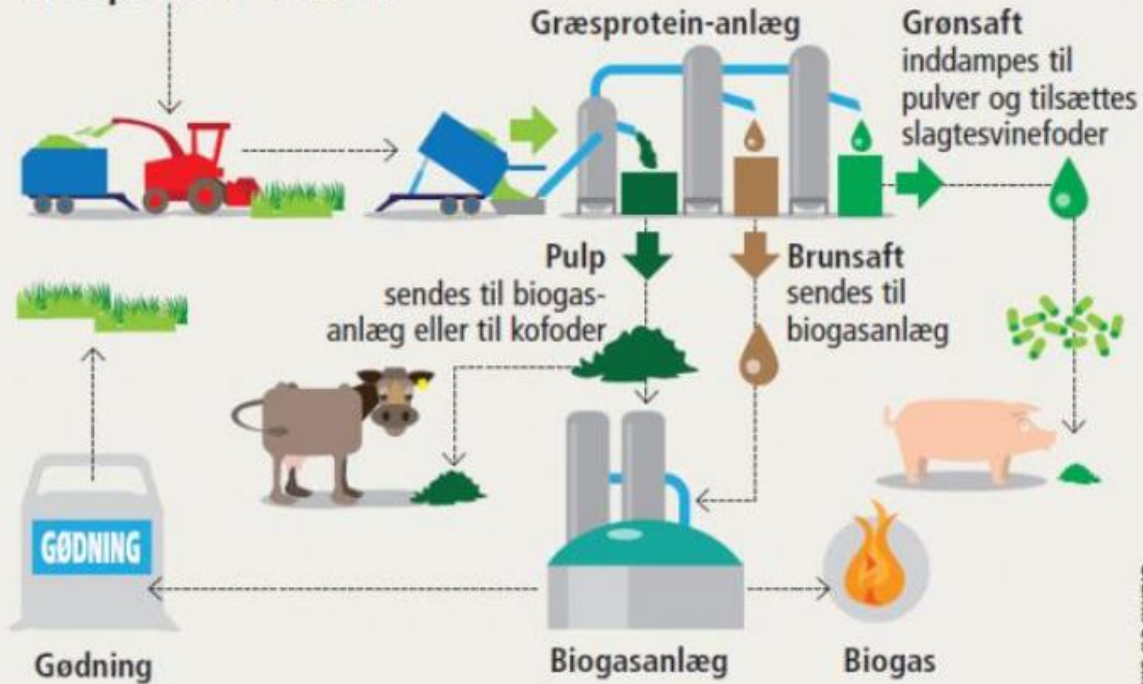 Græsprotein-anlæg
Grønsaft
inddampes til
pulver og tilsættes
slagtesvinefoder
Pulp
sendes til biogas-
anlæg eller til kofoder
Brunsaft
sendes til
biogasanlæg
GØDNING
Gødning
Biogasanlæg
Biogas